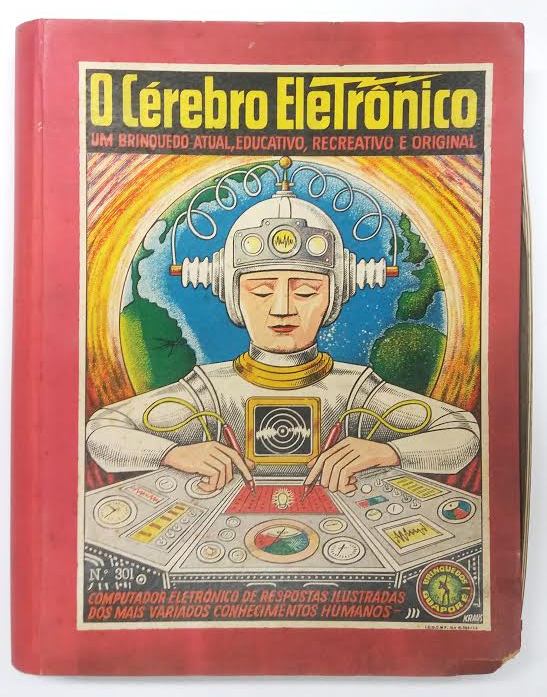 O Cérebro Eletrônico
UM BRINQUEDO ATUAL, EDUCATIVO, RECREATIVO E ORIGINAL
N.º 301
COMPUTADOR ELETRÔNICO DE RESPOSTAS ILUSTRADAS
DOS MAIS VARIADOS CONHECIMENTOS HUMANOS
BRINQUEDOS
GUAPORÉ
KRAUS